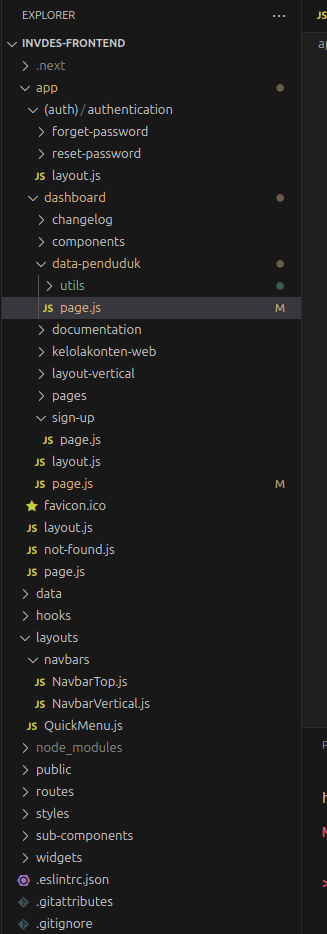 EXPLORER
INVDES-FRONTEND
.next
app
(auth)/authentication
forget-password
reset-password
JS layout.js
dashboard
changelog
components
data-penduduk
utils
JS page.js M
documentation
kelolakonten-web
layout-vertical
pages
sign-up
JS page.js
JS layout.js
JS page.js M
favicon.ico
JS layout.js
JS not-found.js
JS page.js
data
hooks
layouts
navbars
JS NavbarTop.js
JS NavbarVertical.js
JS QuickMenu.js
node_modules
public
routes
styles
sub-components
widgets
.eslintrc.json
.gitattributes
.gitignore
JS